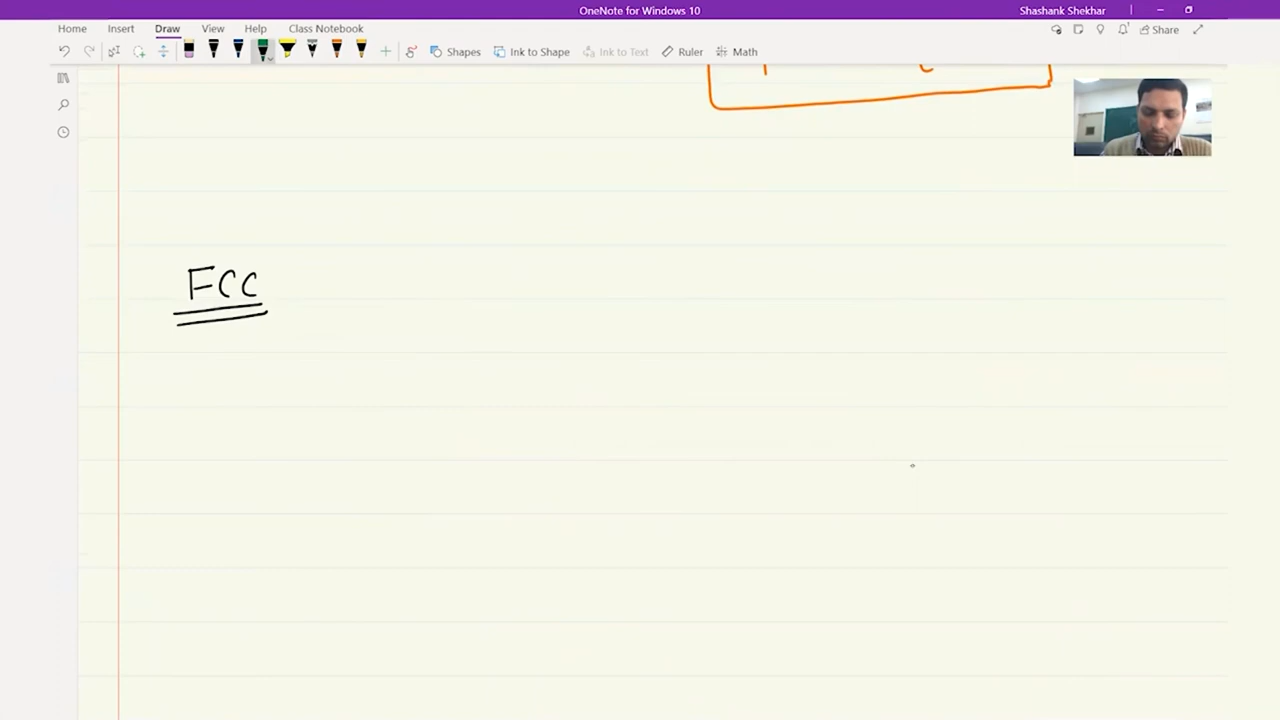 OneNote for Windows 10
Shashank Shekhar
Home Insert Draw View Help Class Notebook
Share
Shapes Ink to Shape Ink to Text Ruler Math
FCC